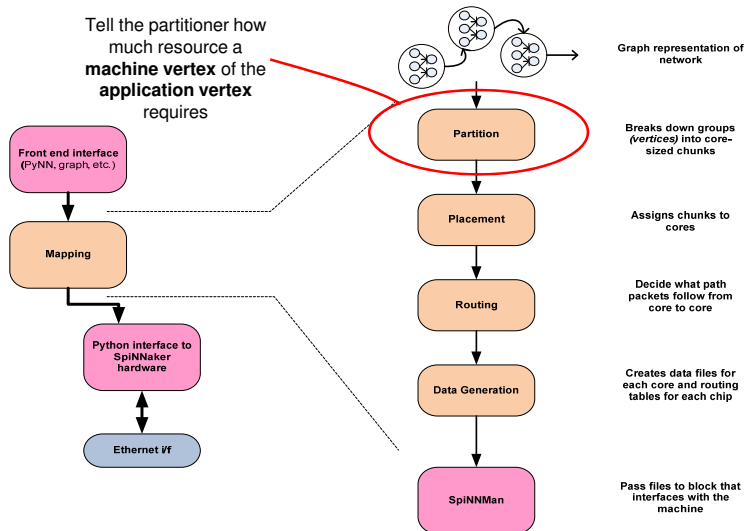 Tell the partitioner how
much resource a
machine vertex of the
application vertex
requires
Graph representation of
network
Partition
Breaks down groups
(vertices) into core-
sized chunks
Front end interface
(PyNN, graph, etc.)
Mapping
Placement
Assigns chunks to
cores
Routing
Decide what path
packets follow from
core to core
Python interface to
SpiNNaker
hardware
Data Generation
Creates data files for
each core and routing
tables for each chip
Ethernet i/f
SpiNNMan
Pass files to block that
interfaces with the
machine